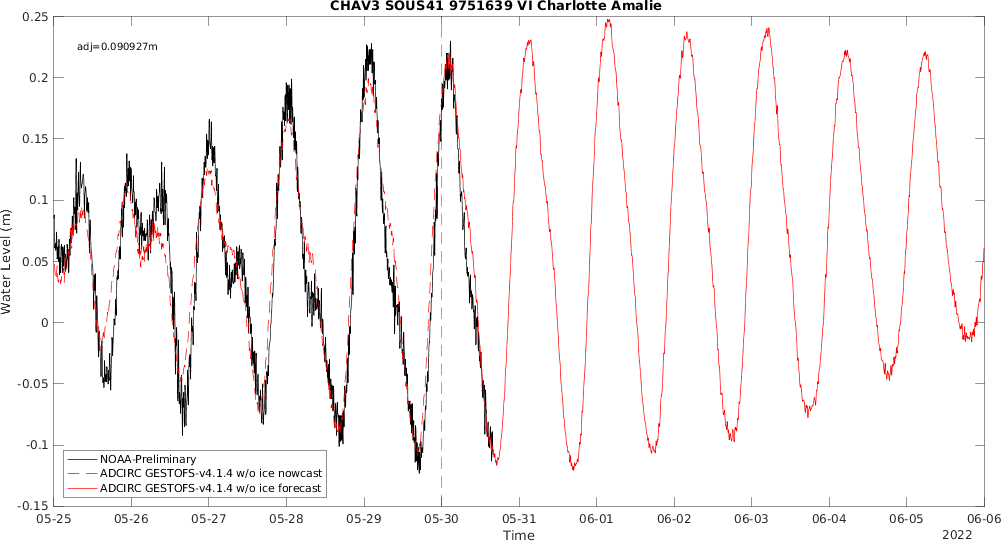 CHAV3 SOUS41 9751639 VI Charlotte Amalie
adj=0.090927m
0.25
0.2
0.15
0.1
0.05
0
-0.05
-0.1
-0.15
Water Level (m)
NOAA-Preliminary
ADCIRC GESTOFS-v4.1.4 w/o ice nowcast
ADCIRC GESTOFS-v4.1.4 w/o ice forecast
05-25 05-26 05-27 05-28 05-29 05-30 05-31 06-01 06-02 06-03 06-04 06-05 06-06
Time
2022